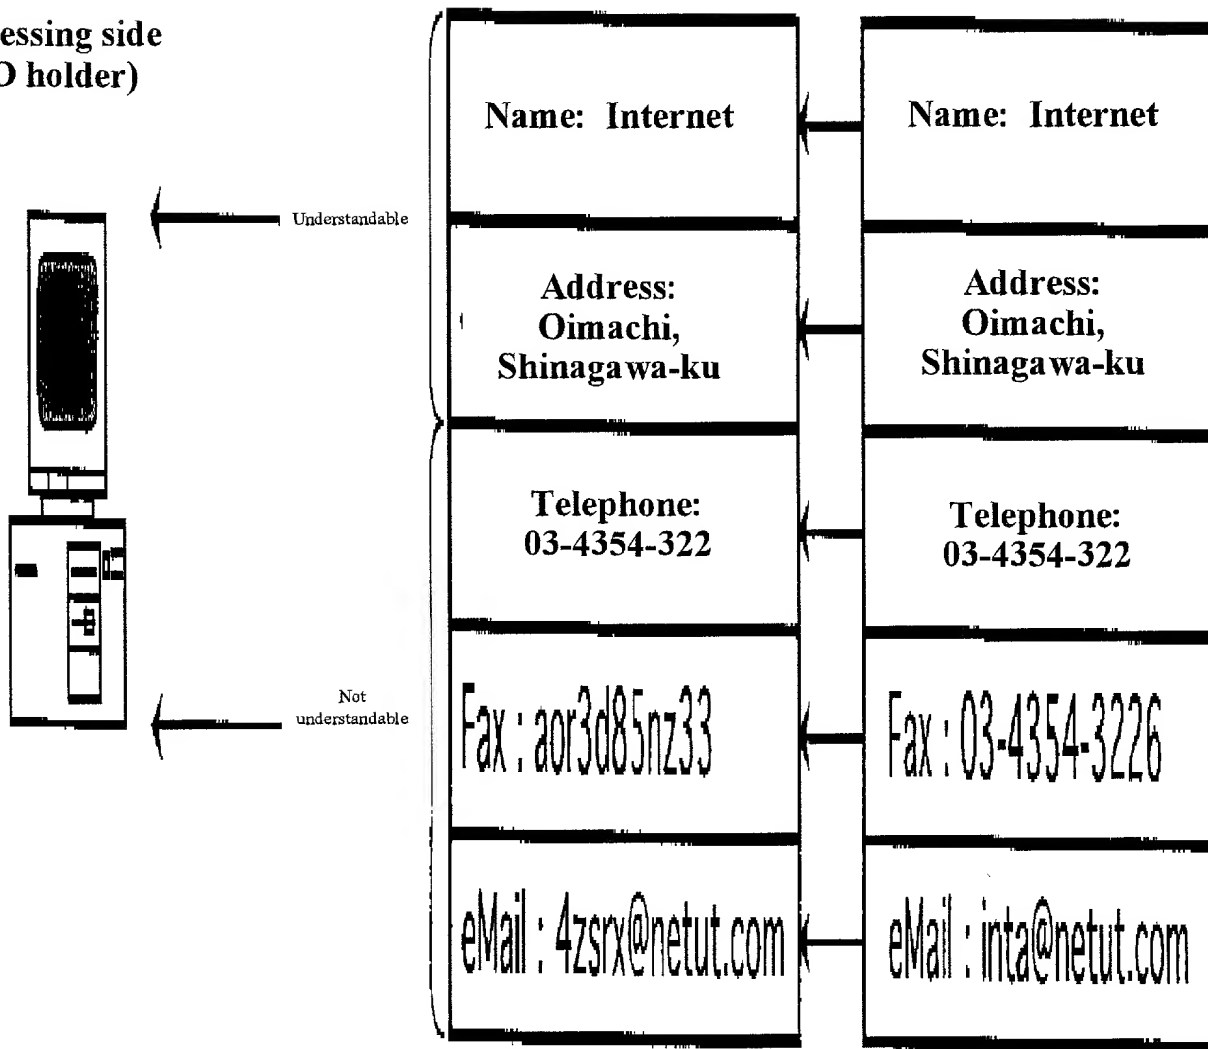 essing side
O holder)
Understandable
Not
understandable
Name: Internet
Address:
Oimachi,
Shinagawa-ku
Telephone:
03-4354-322
Fax : aor3d85nz33
eMail : 4zsrx@netut.com
Name: Internet
Address:
Oimachi,
Shinagawa-ku
Telephone:
03-4354-322
Fax : 03-4354-3226
eMail : inta@netut.com